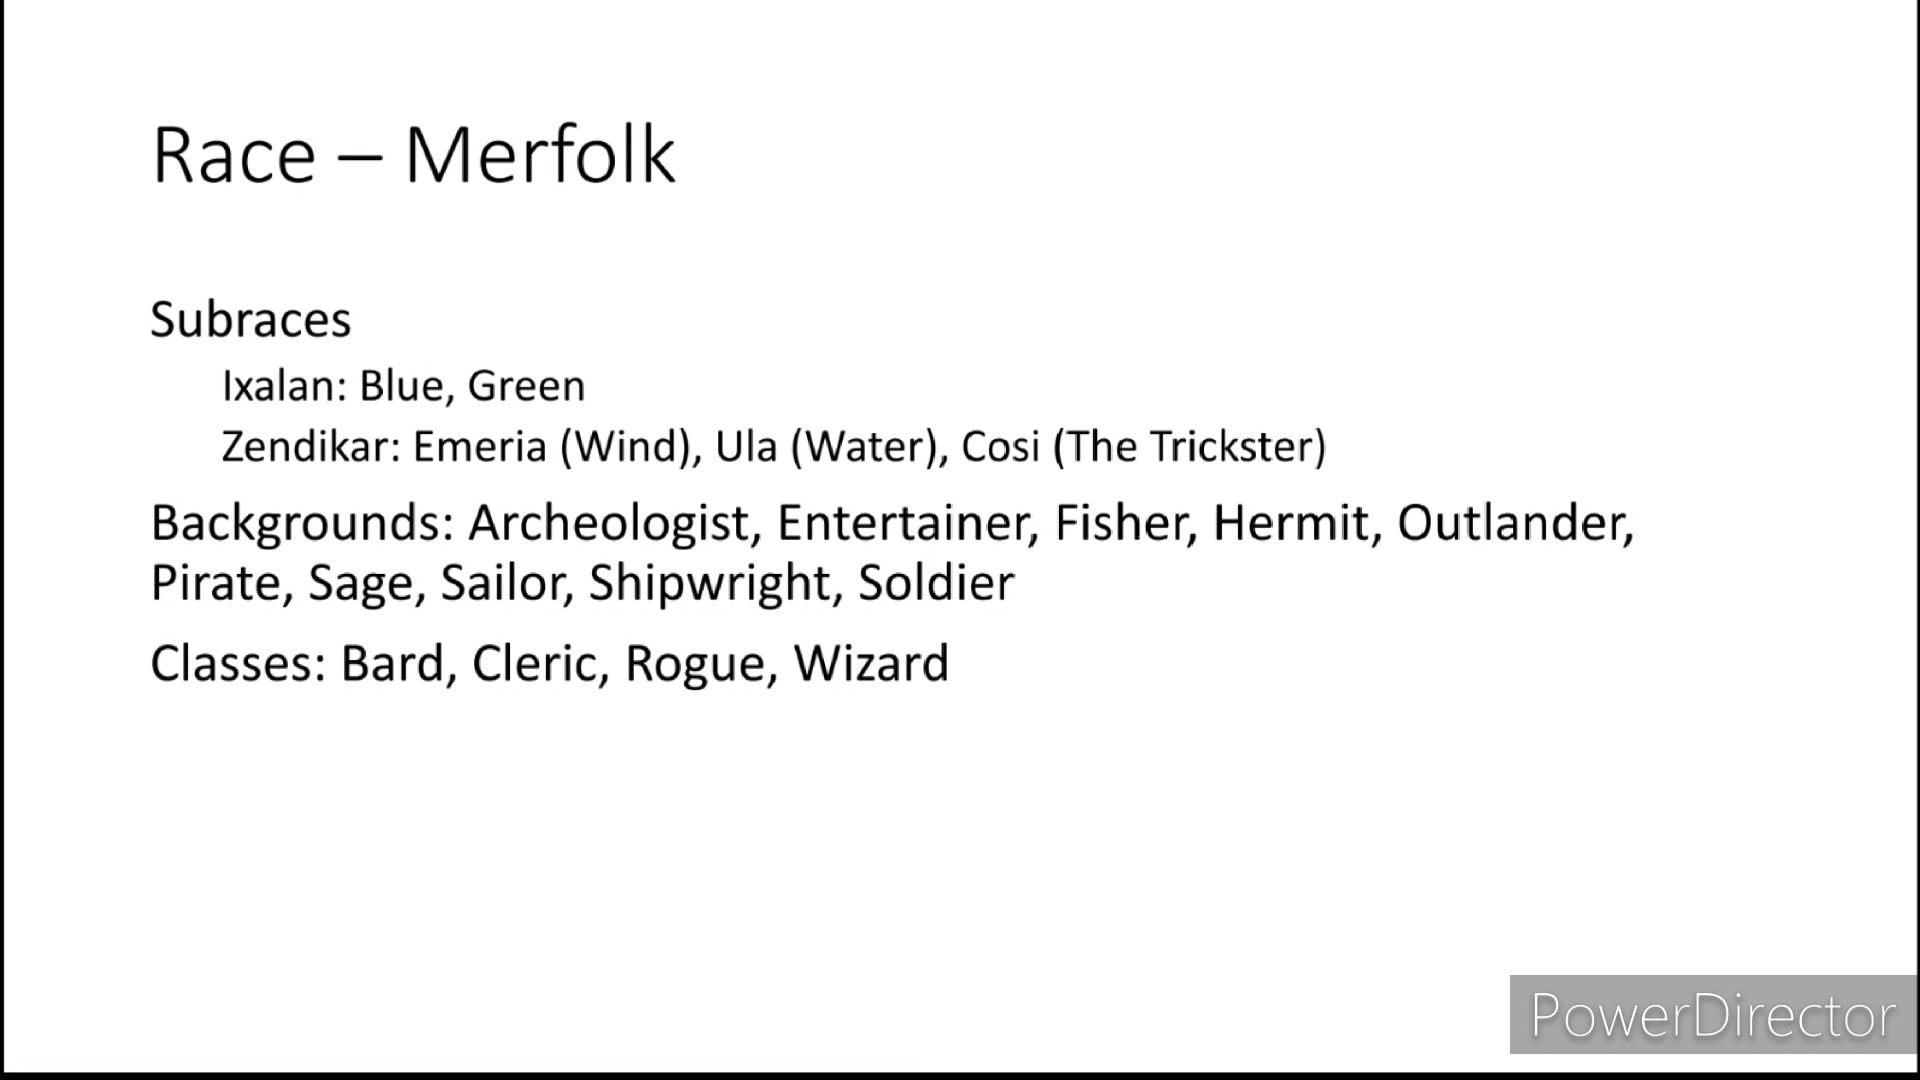 Race – Merfolk
Subraces
Ixalan: Blue, Green
Zendikar: Emeria (Wind), Ula (Water), Cosi (The Trickster)
Backgrounds: Archeologist, Entertainer, Fisher, Hermit, Outlander,
Pirate, Sage, Sailor, Shipwright, Soldier
Classes: Bard, Cleric, Rogue, Wizard
PowerDirector